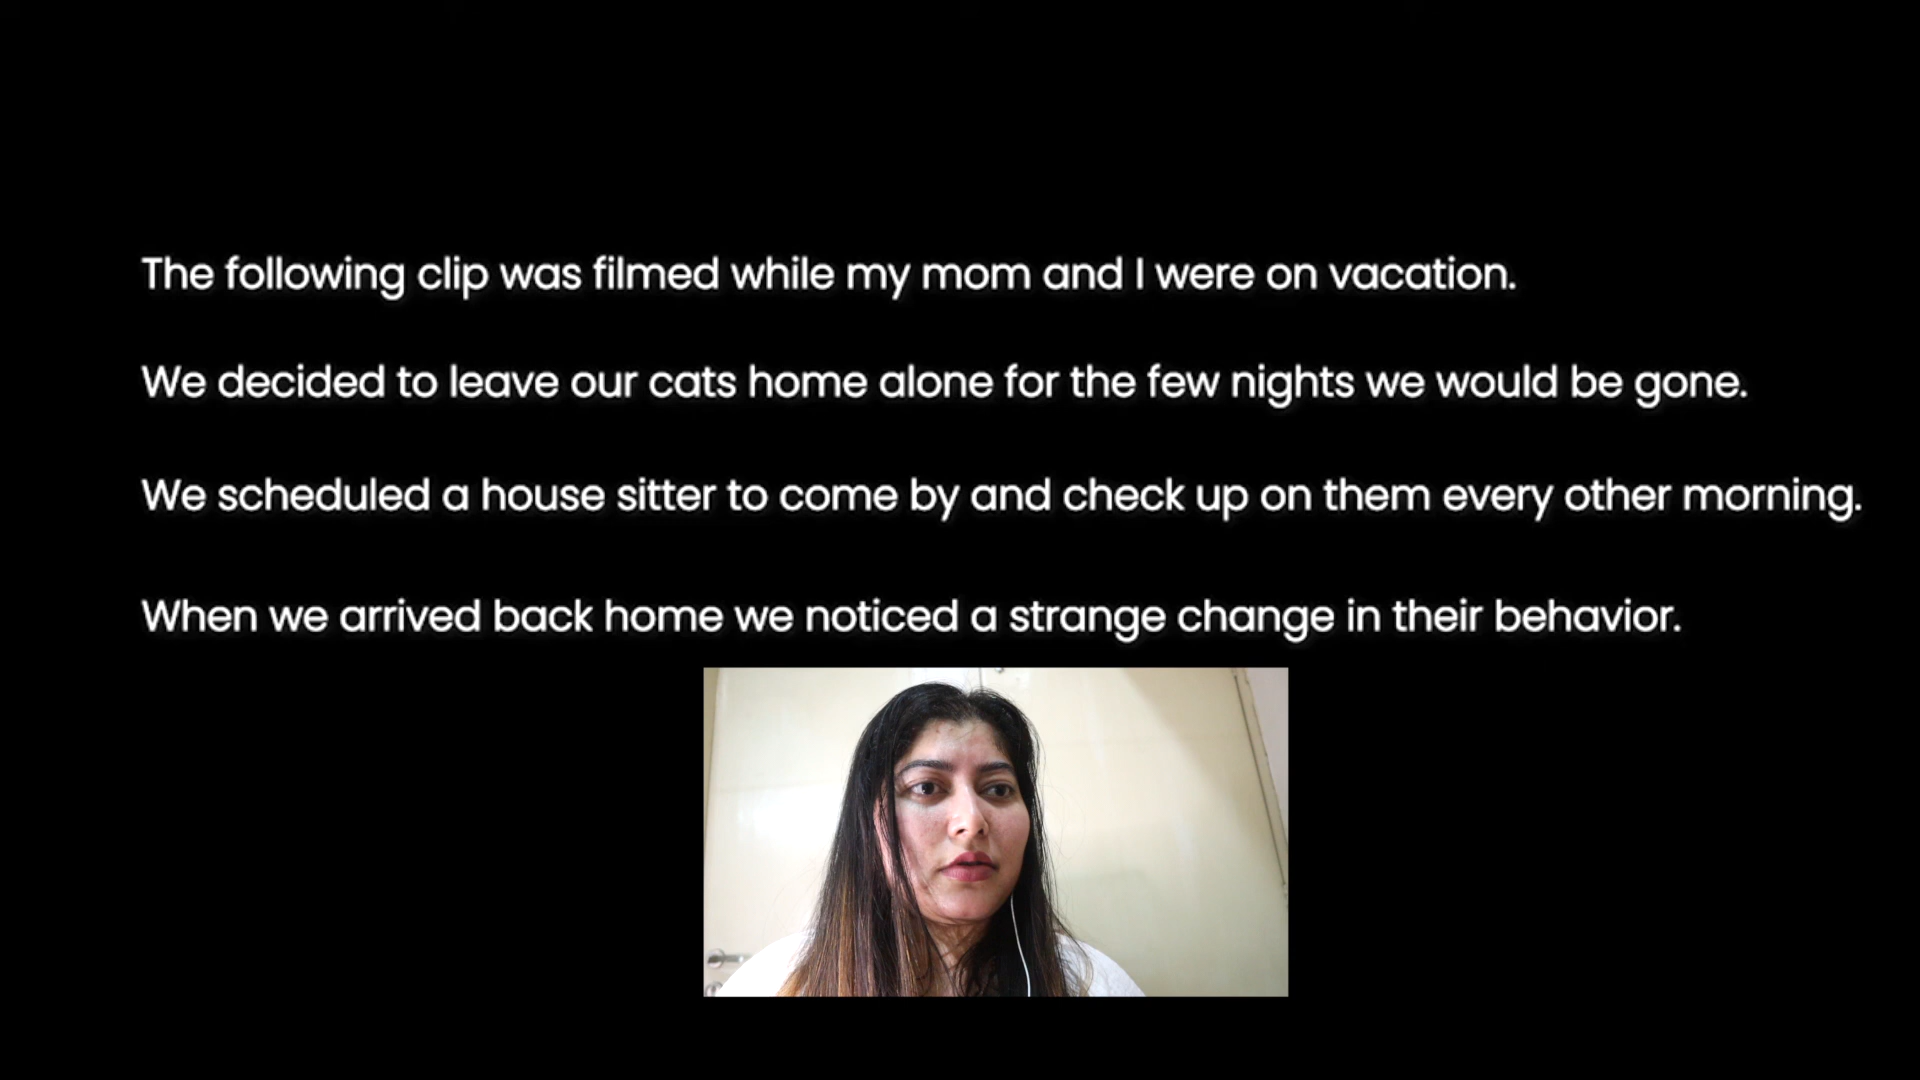 The following clip was filmed while my mom and I were on vacation.
We decided to leave our cats home alone for the few nights we would be gone.
We scheduled a house sitter to come by and check up on them every other morning.
When we arrived back home we noticed a strange change in their behavior.